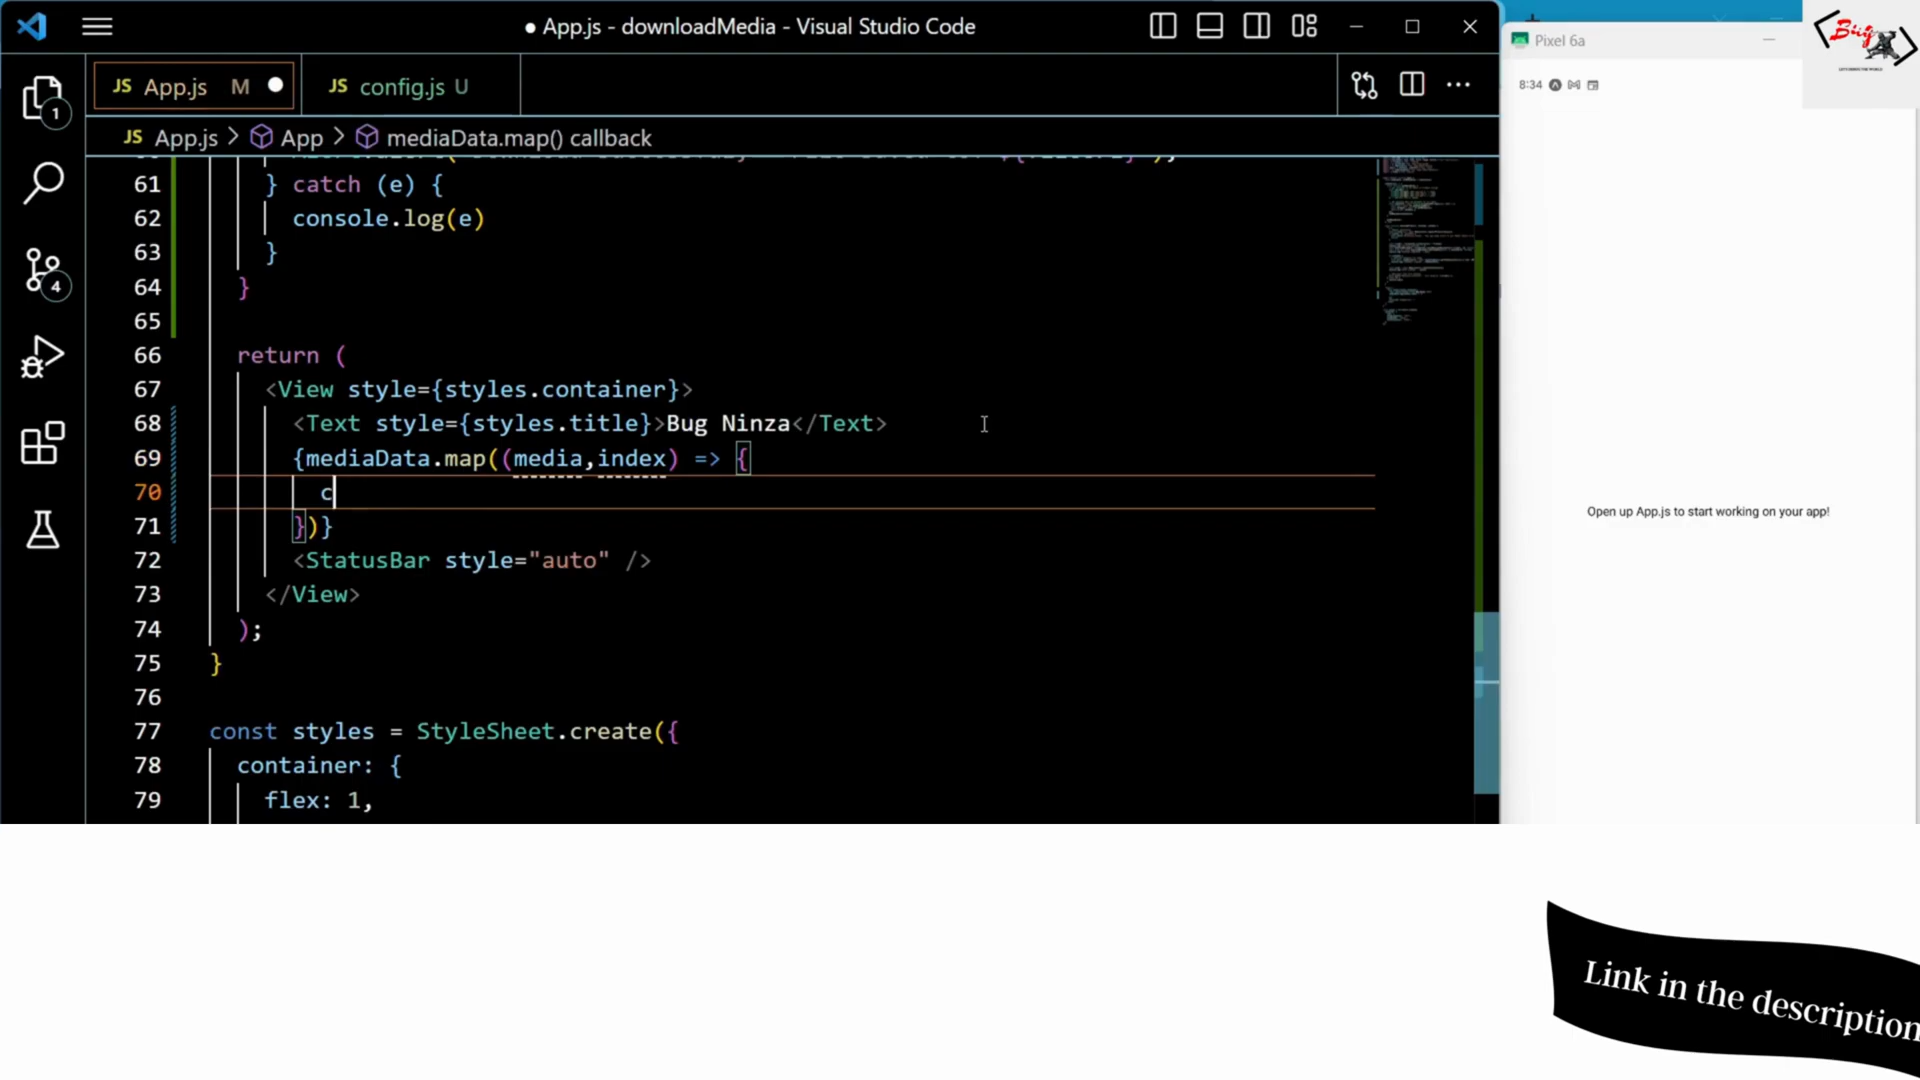 App.js - downloadMedia - Visual Studio Code
JS App.js M
JS config.js U
JS App.js > App > mediaData.map() callback
61 } catch (e) {
62 console.log(e)
63 }
64 }
65
66 return (
67 <View style={styles.container}>
68 <Text style={styles.title}>Bug Ninza</Text>
69 {mediaData.map((media,index) => {
70 c
71 })}
72 <StatusBar style="auto" />
73 </View>
74 );
75 }
76
77 const styles = StyleSheet.create({
78 container: {
79 flex: 1,
1
4
Pixel 6a
8:34
Open up App.js to start working on your app!
Bug
Link in the description